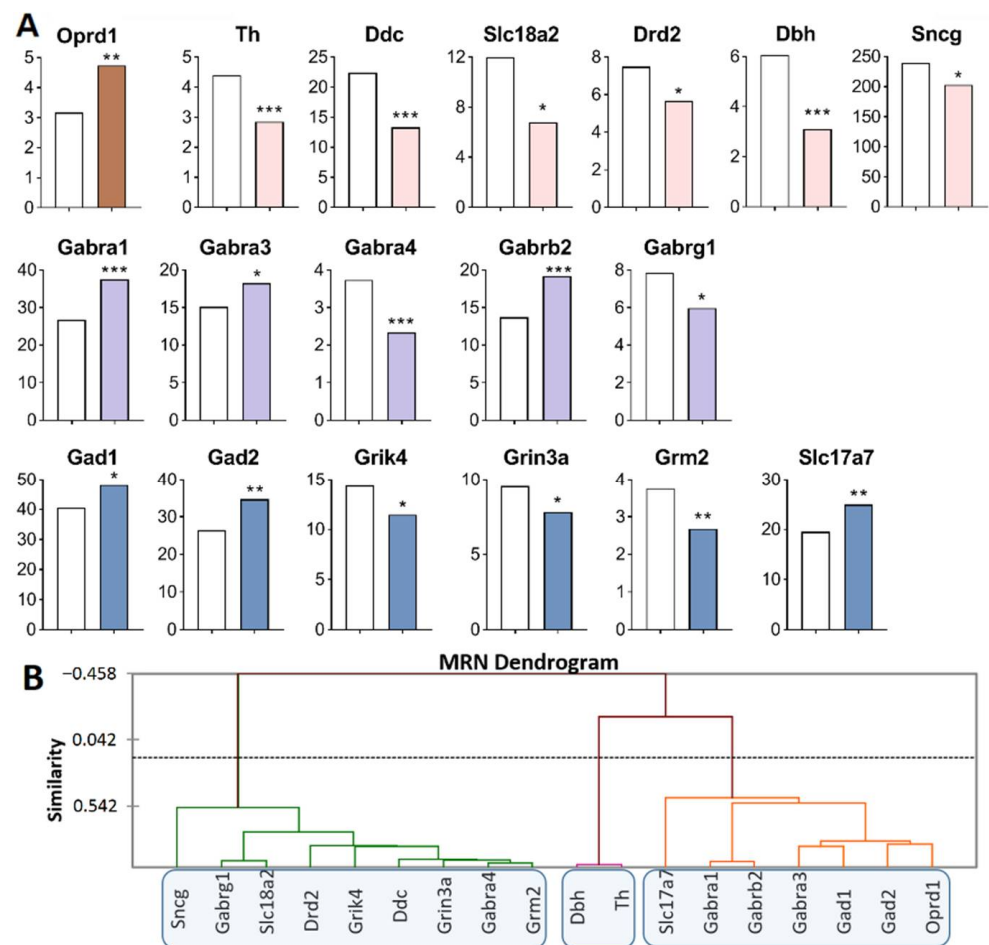 A
Oprd1 Th Ddc Slc18a2 Drd2 Dbh Sncg
5 4 3 2 1 0 **
5 4 3 2 1 0 ***
25 20 15 10 5 0 ***
12 8 4 0 *
8 6 4 2 0 *
6 4 2 0 ***
250 200 150 100 50 0 *
Gabra1 Gabra3 Gabra4 Gabrb2 Gabrg1
40 30 20 10 0 ***
20 15 10 5 0 *
4 3 2 1 0 ***
20 15 10 5 0 ***
8 6 4 2 0 *
Gad1 Gad2 Grik4 Grin3a Grm2 Slc17a7
50 40 30 20 10 0 *
40 30 20 10 0 **
15 10 5 0 *
10 5 0 *
4 3 2 1 0 **
30 20 10 0 **
B
MRN Dendrogram
Similarity
−0.458
0.042
0.542
Sncg Gabrg1 Slc18a2 Drd2 Grik4 Ddc Grin3a Gabra4 Grm2 Dbh Th Slc17a7 Gabra1 Gabrb2 Gabra3 Gad1 Gad2 Oprd1